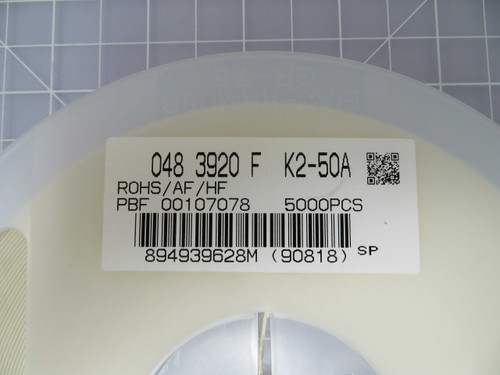 048 3920 F K2-50A
ROHS/AF/HF
PBF 00107078 5000PCS
894939628M (90818) SP